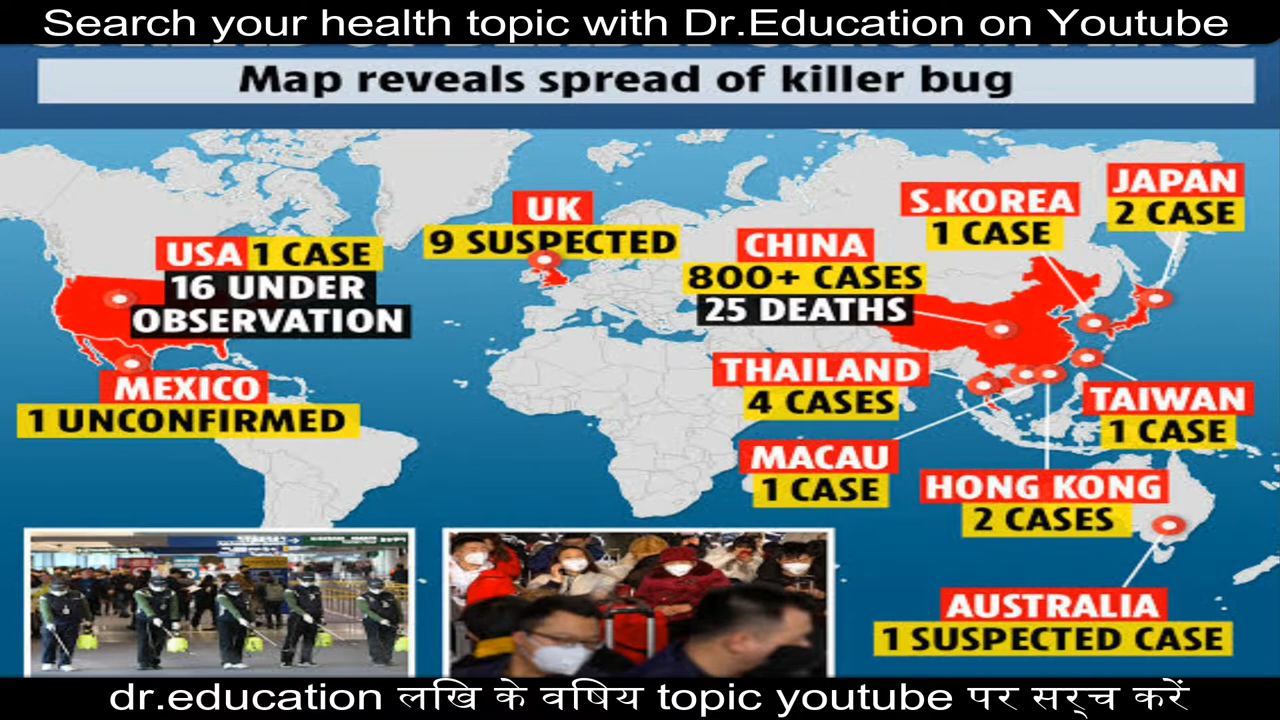 Search your health topic with Dr.Education on Youtube
Map reveals spread of killer bug
JAPAN
2 CASE
S.KOREA
1 CASE
UK
9 SUSPECTED
USA 1 CASE
16 UNDER
OBSERVATION
CHINA
800+ CASES
25 DEATHS
THAILAND
4 CASES
MEXICO
1 UNCONFIRMED
TAIWAN
1 CASE
MACAU
1 CASE
HONG KONG
2 CASES
AUSTRALIA
1 SUSPECTED CASE
dr.education लखि के वषिय topic youtube पर सर्च करें